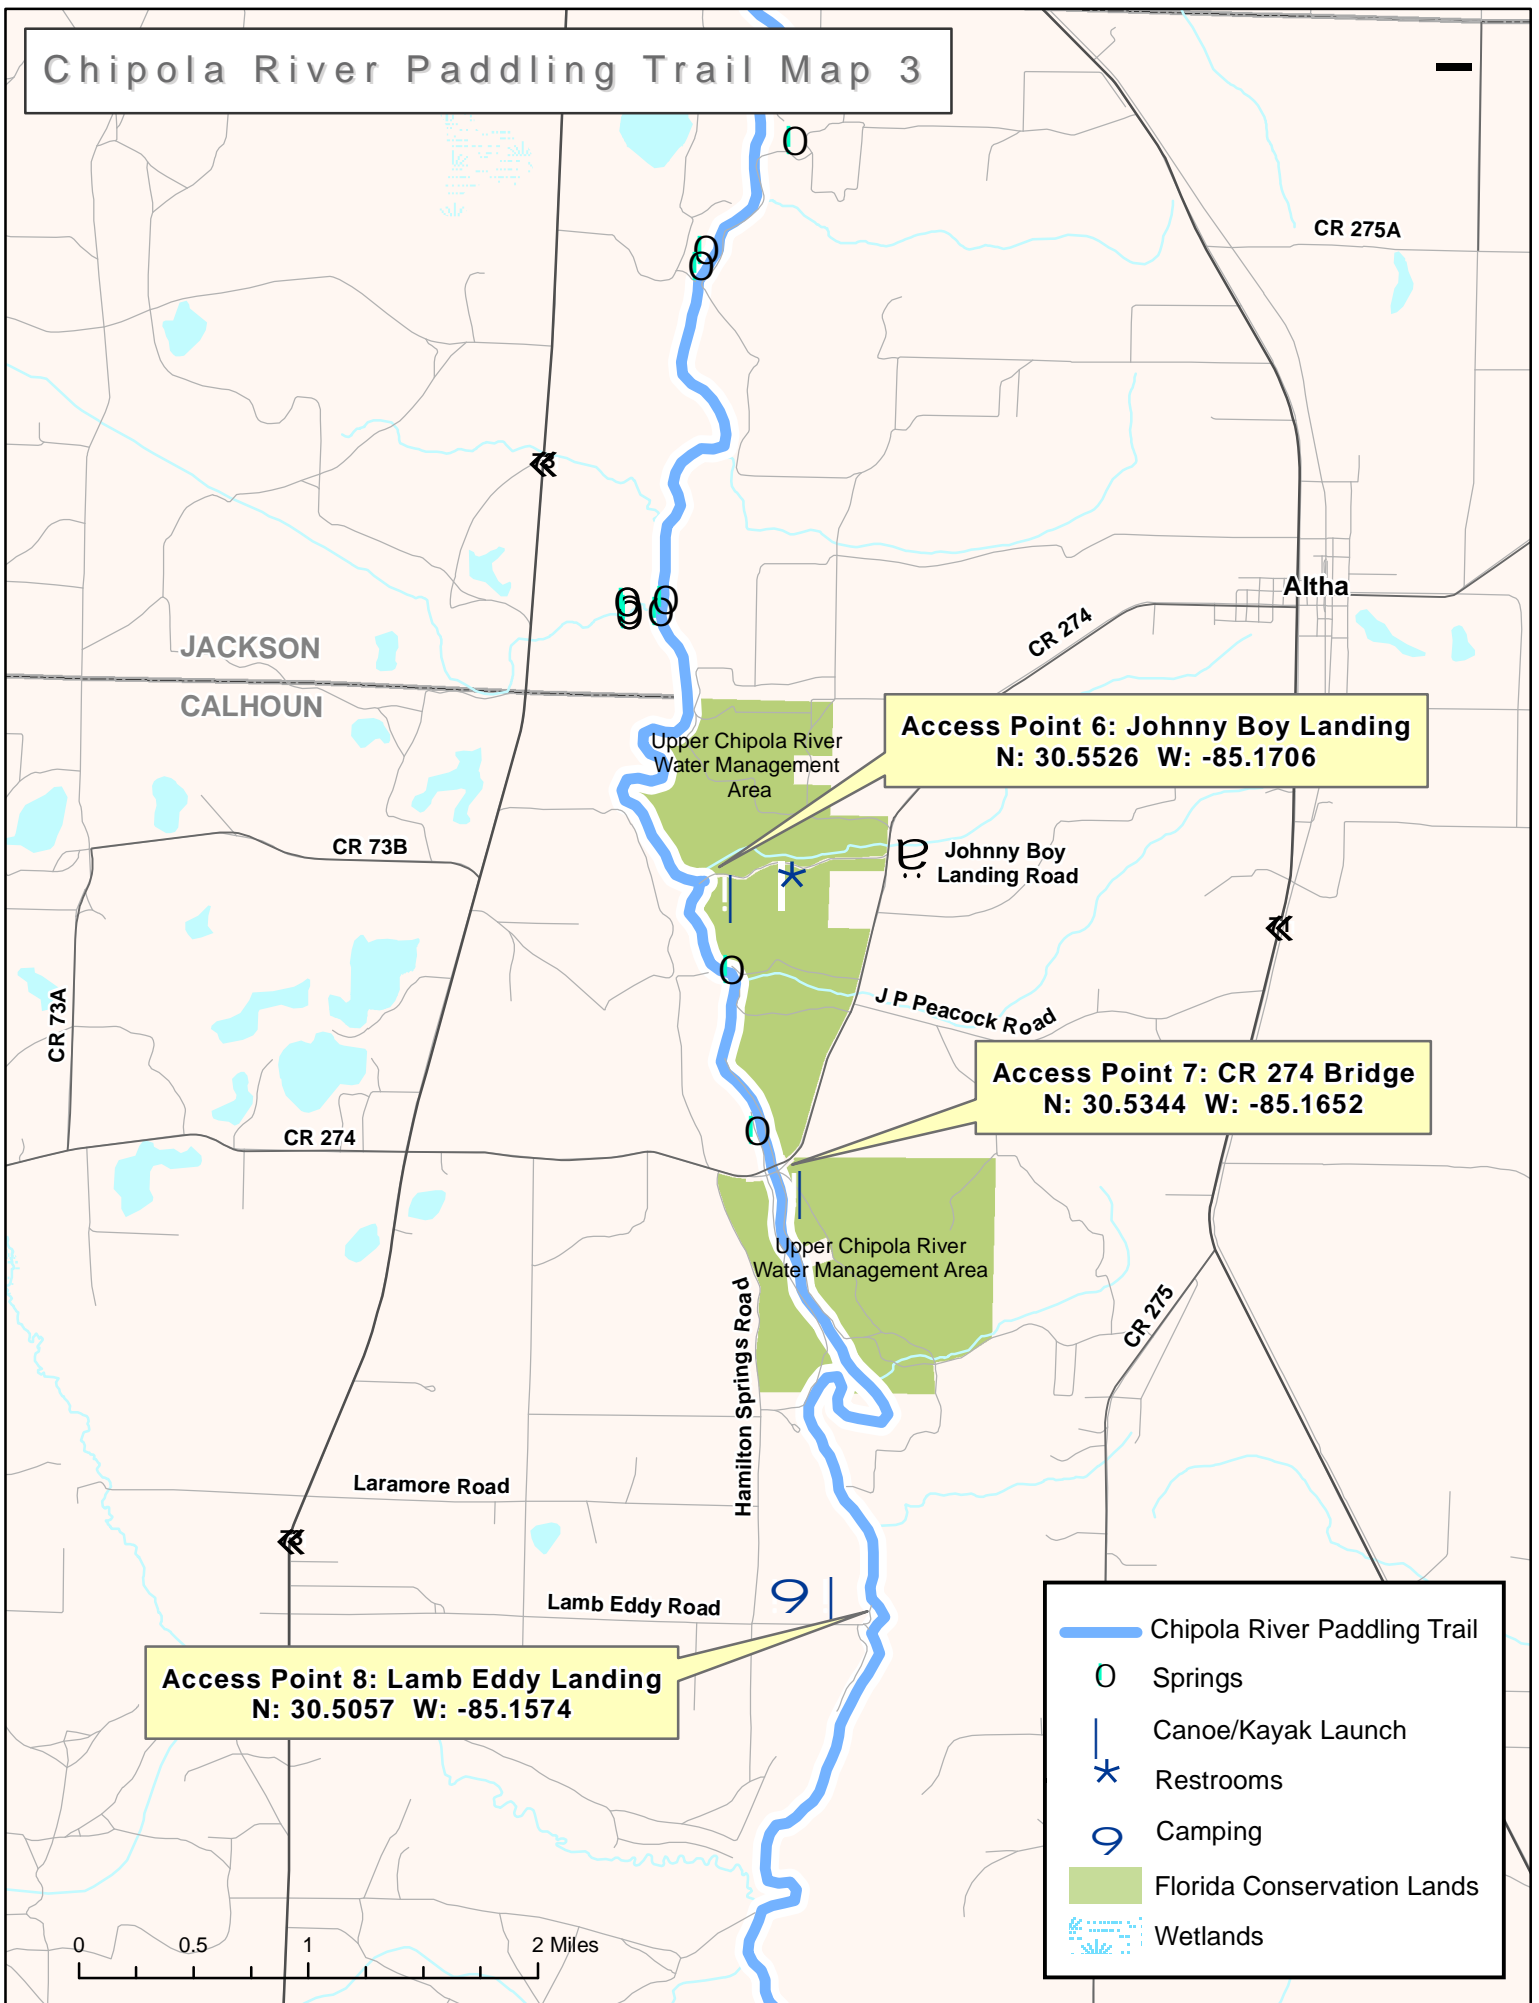 Chipola River Paddling Trail Map 3
CR 275A
73
Altha
CR 274
JACKSON
CALHOUN
Access Point 6: Johnny Boy Landing
N: 30.5526 W: -85.1706
Upper Chipola River
Water Management
Area
CR 73B
Johnny Boy
Landing Road
71
CR 73A
J P Peacock Road
Access Point 7: CR 274 Bridge
N: 30.5344 W: -85.1652
CR 274
Upper Chipola River
Water Management Area
CR 275
Hamilton Springs Road
Laramore Road
73
Lamb Eddy Road
Access Point 8: Lamb Eddy Landing
N: 30.5057 W: -85.1574
Chipola River Paddling Trail
Springs
Canoe/Kayak Launch
Restrooms
Camping
Florida Conservation Lands
Wetlands
0 0.5 1 2 Miles